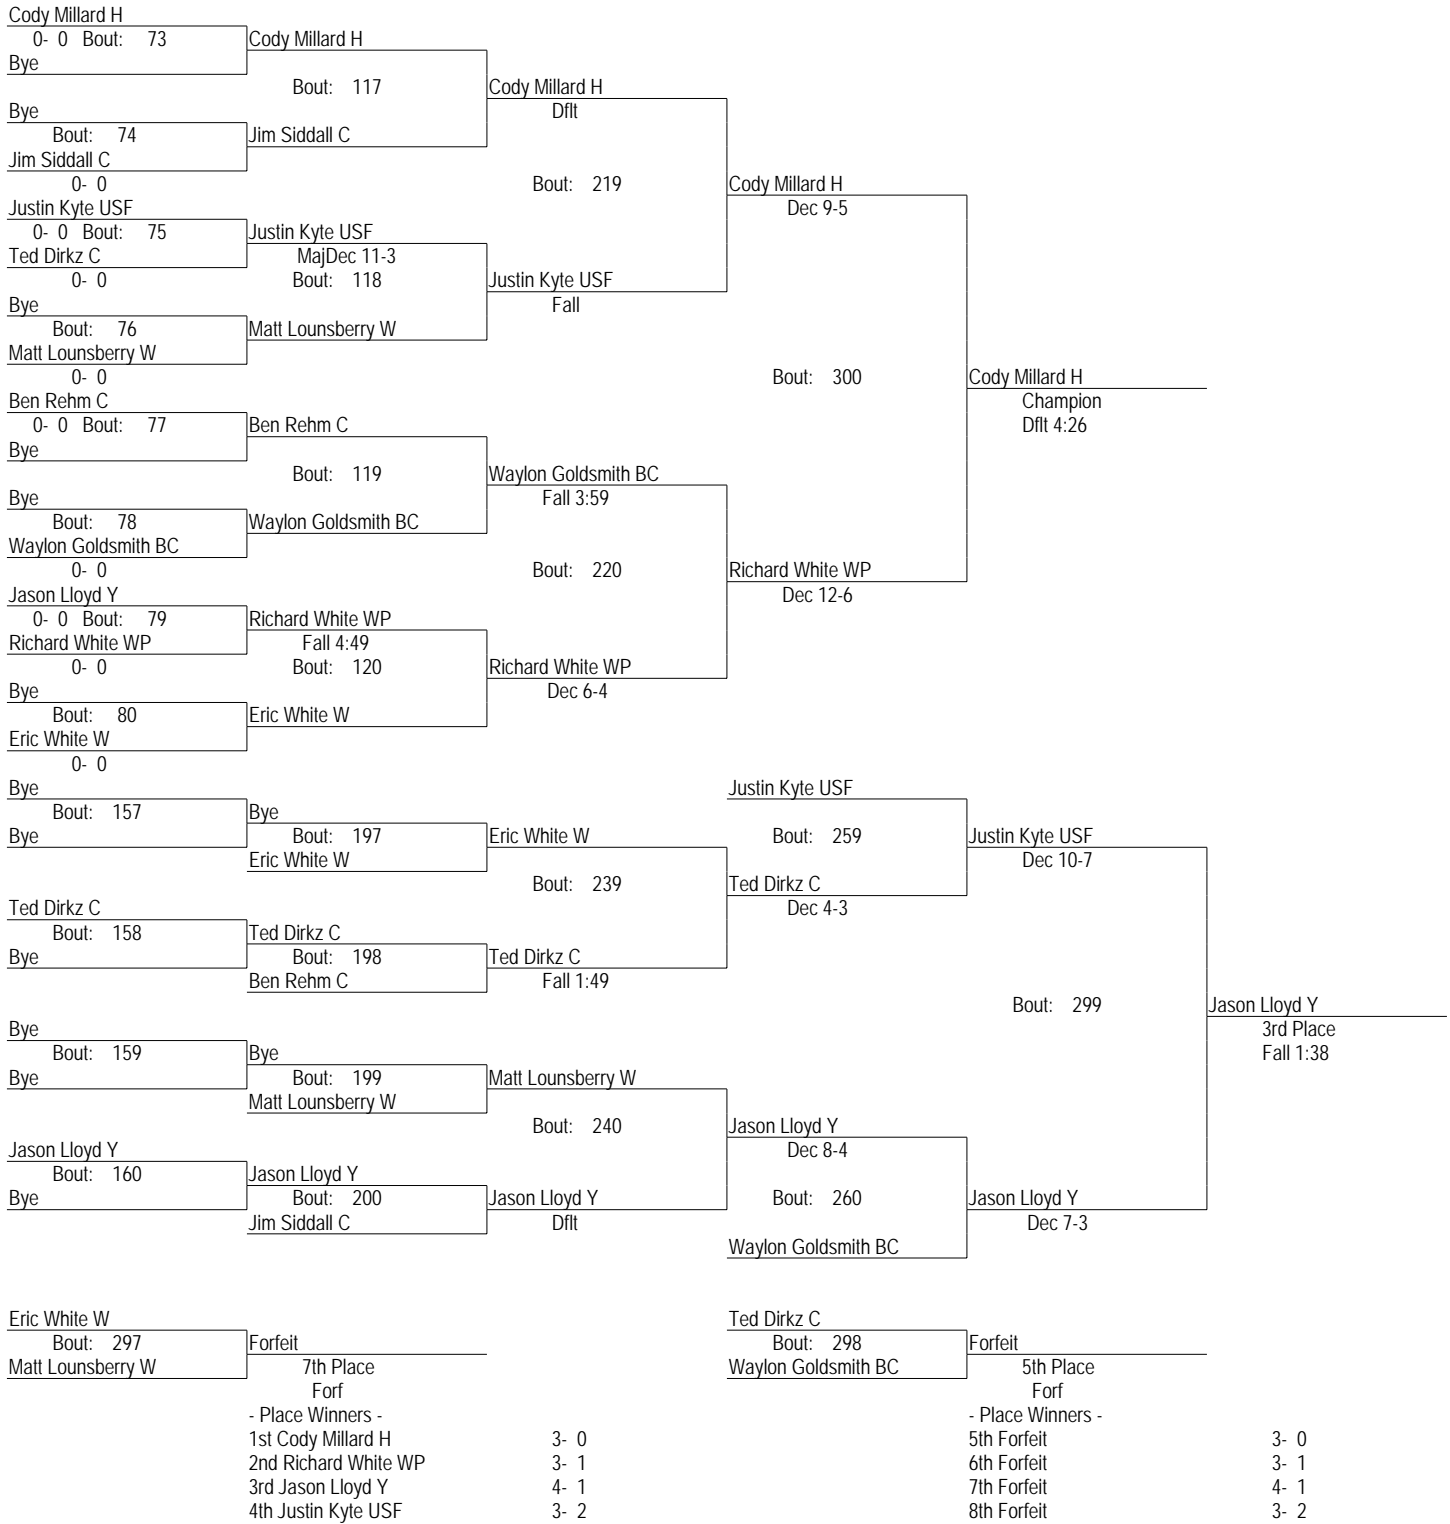 Cody Millard H
0- 0 Bout: 73 Cody Millard H
Bye
Bout: 117 Cody Millard H
Bye Dflt
Bout: 74 Jim Siddall C
Jim Siddall C
0- 0 Bout: 219 Cody Millard H
Justin Kyte USF Dec 9-5
0- 0 Bout: 75 Justin Kyte USF
Ted Dirkz C MajDec 11-3
0- 0 Bout: 118 Justin Kyte USF
Bye Fall
Bout: 76 Matt Lounsberry W
Matt Lounsberry W
0- 0 Bout: 300 Cody Millard H
Ben Rehm C Champion
0- 0 Bout: 77 Ben Rehm C Dflt 4:26
Bye
Bout: 119 Waylon Goldsmith BC
Bye Fall 3:59
Bout: 78 Waylon Goldsmith BC
Waylon Goldsmith BC
0- 0 Bout: 220 Richard White WP
Jason Lloyd Y Dec 12-6
0- 0 Bout: 79 Richard White WP
Richard White WP Fall 4:49
0- 0 Bout: 120 Richard White WP
Bye Dec 6-4
Bout: 80 Eric White W
Eric White W
0- 0
Bye Justin Kyte USF
Bout: 157 Bye
Bye Bout: 197 Eric White W Bout: 259 Justin Kyte USF
Eric White W Dec 10-7
Bout: 239 Ted Dirkz C
Ted Dirkz C Dec 4-3
Bout: 158 Ted Dirkz C
Bye Bout: 198 Ted Dirkz C
Ben Rehm C Fall 1:49
Bout: 299 Jason Lloyd Y
Bye 3rd Place
Bout: 159 Bye Fall 1:38
Bye Bout: 199 Matt Lounsberry W
Matt Lounsberry W
Bout: 240 Jason Lloyd Y
Jason Lloyd Y Dec 8-4
Bout: 160 Jason Lloyd Y
Bye Bout: 200 Jason Lloyd Y Bout: 260 Jason Lloyd Y
Jim Siddall C Dflt Dec 7-3
Waylon Goldsmith BC
Eric White W Ted Dirkz C
Bout: 297 Forfeit Bout: 298 Forfeit
Matt Lounsberry W 7th Place Waylon Goldsmith BC 5th Place
Forf Forf
- Place Winners - - Place Winners -
1st Cody Millard H 3- 0 5th Forfeit 3- 0
2nd Richard White WP 3- 1 6th Forfeit 3- 1
3rd Jason Lloyd Y 4- 1 7th Forfeit 4- 1
4th Justin Kyte USF 3- 2 8th Forfeit 3- 2